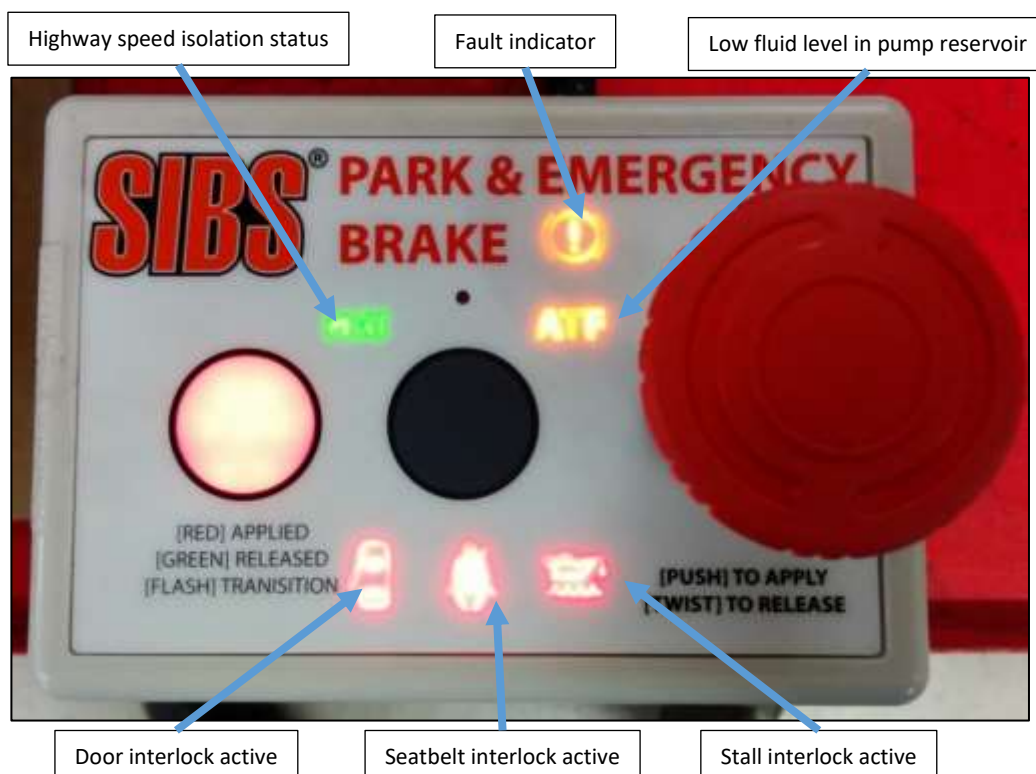 Highway speed isolation status
Fault indicator
Low fluid level in pump reservoir
SIBS® PARK & EMERGENCY
BRAKE
ATF
[RED] APPLIED
[GREEN] RELEASED
[FLASH] TRANISITION
[PUSH] TO APPLY
[TWIST] TO RELEASE
Door interlock active
Seatbelt interlock active
Stall interlock active